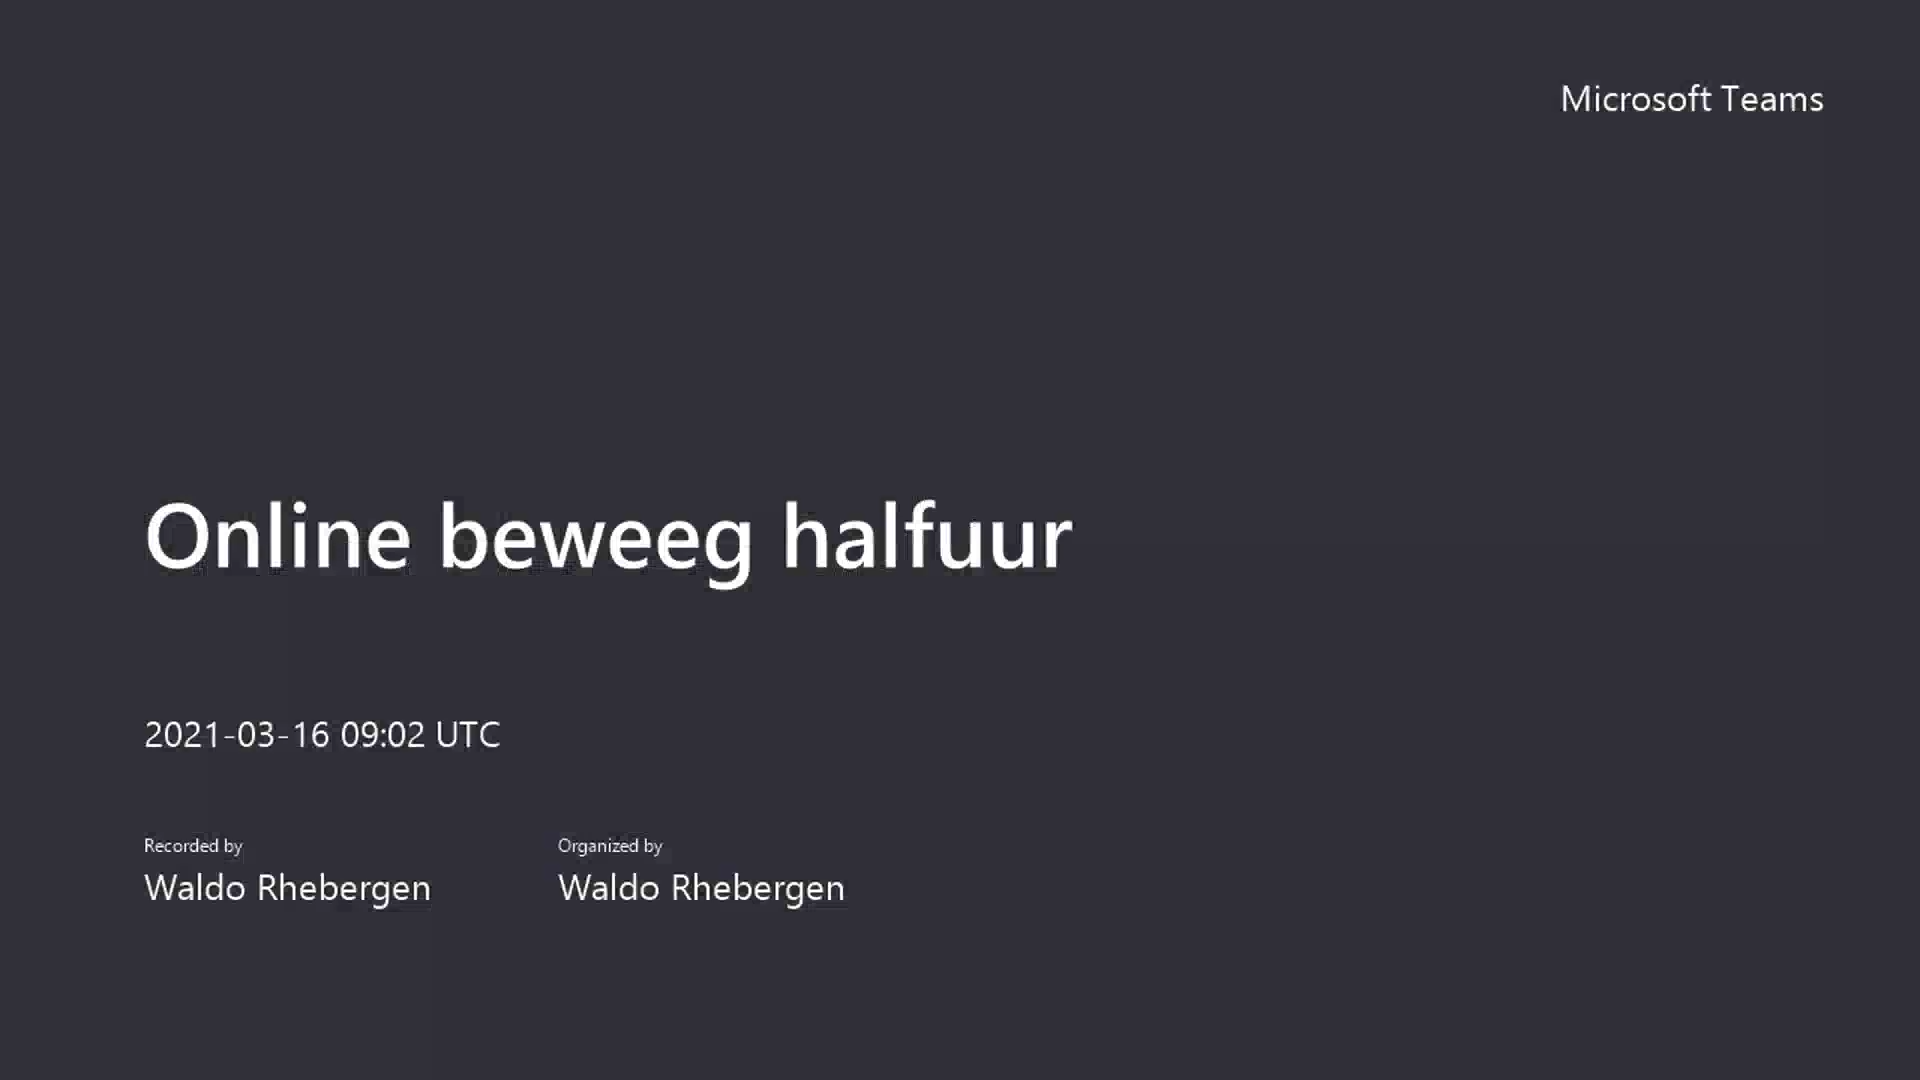 Microsoft Teams
Online beweeg halfuur
2021-03-16 09:02 UTC
Recorded by
Waldo Rhebergen
Organized by
Waldo Rhebergen